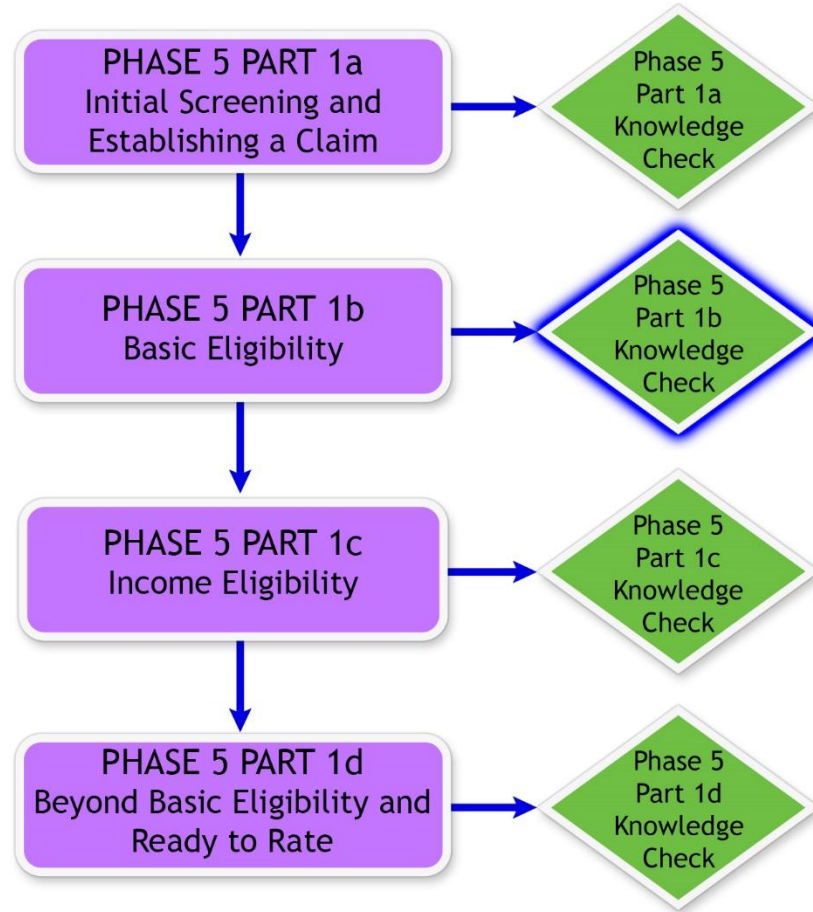 PHASE 5 PART 1a
Initial Screening and
Establishing a Claim
Phase 5
Part 1a
Knowledge
Check
PHASE 5 PART 1b
Basic Eligibility
Phase 5
Part 1b
Knowledge
Check
PHASE 5 PART 1c
Income Eligibility
Phase 5
Part 1c
Knowledge
Check
PHASE 5 PART 1d
Beyond Basic Eligibility and
Ready to Rate
Phase 5
Part 1d
Knowledge
Check